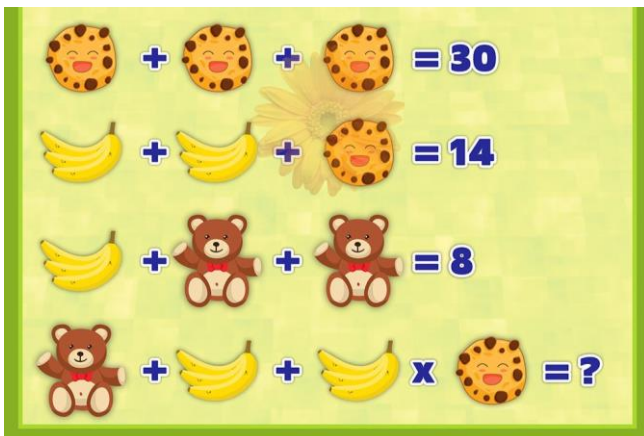 + + = 30
+ + = 14
+ + = 8
+ + x = ?